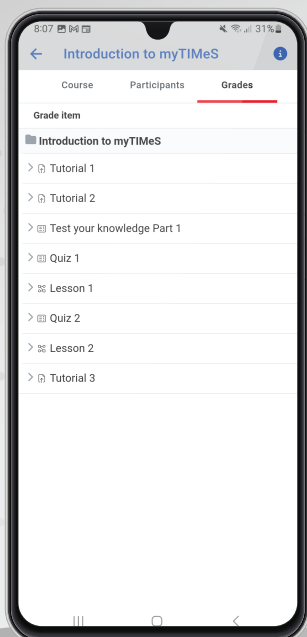 8:07 31%
Introduction to myTIMeS
Course Participants Grades
Grade item
Introduction to myTIMeS
Tutorial 1
Tutorial 2
Test your knowledge Part 1
Quiz 1
Lesson 1
Quiz 2
Lesson 2
Tutorial 3